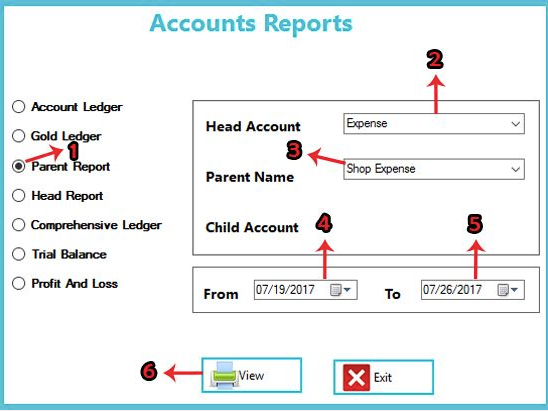 Accounts Reports
2
Account Ledger
Head Account Expense
Gold Ledger
1
3
Parent Report
Parent Name Shop Expense
Head Report
Comprehensive Ledger
Child Account 4 5
Trial Balance
Profit And Loss
From 07/19/2017 To 07/26/2017
6 View Exit